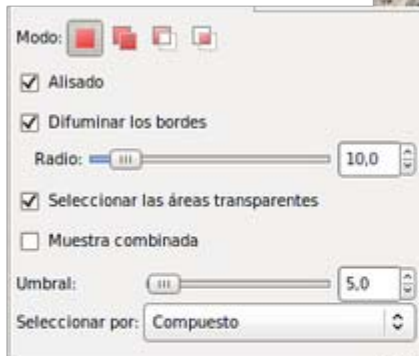 Modo:
Alisado
Difuminar los bordes
Radio: 10,0
Seleccionar las áreas transparentes
Muestra combinada
Umbral: 5,0
Seleccionar por: Compuesto